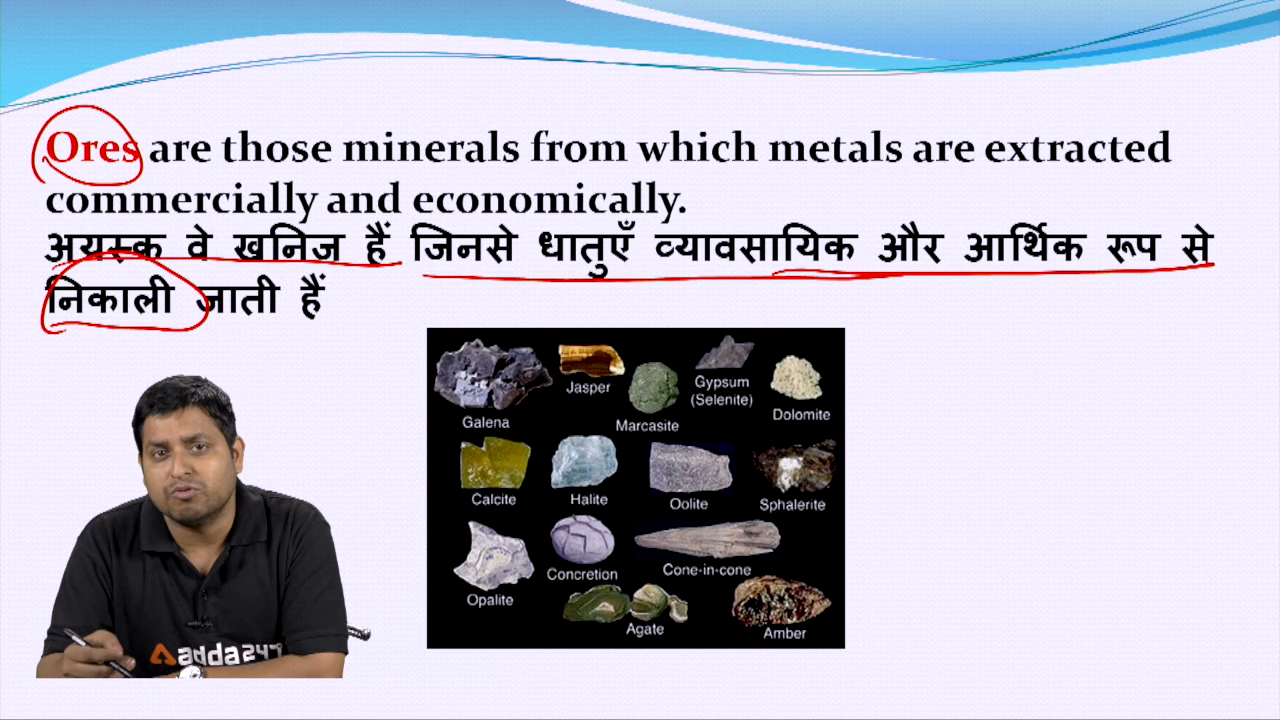 Ores are those minerals from which metals are extracted
commercially and economically.
अयस्क वे खनिज हैं जिनसे धातुएँ व्यावसायिक और आर्थिक रूप से
निकाली जाती हैं
Jasper
Gypsum
(Selenite)
Galena
Marcasite
Dolomite
Calcite
Halite
Oolite
Sphalerite
Concretion
Cone-in-cone
Opalite
Agate
Amber
adda247